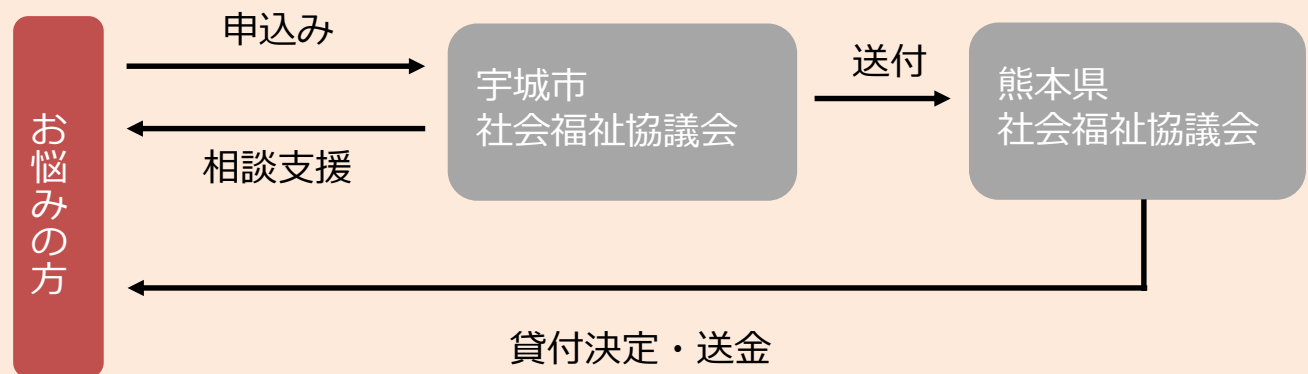 お悩みの方
申込み
相談支援
宇城市
社会福祉協議会
送付
熊本県
社会福祉協議会
貸付決定・送金